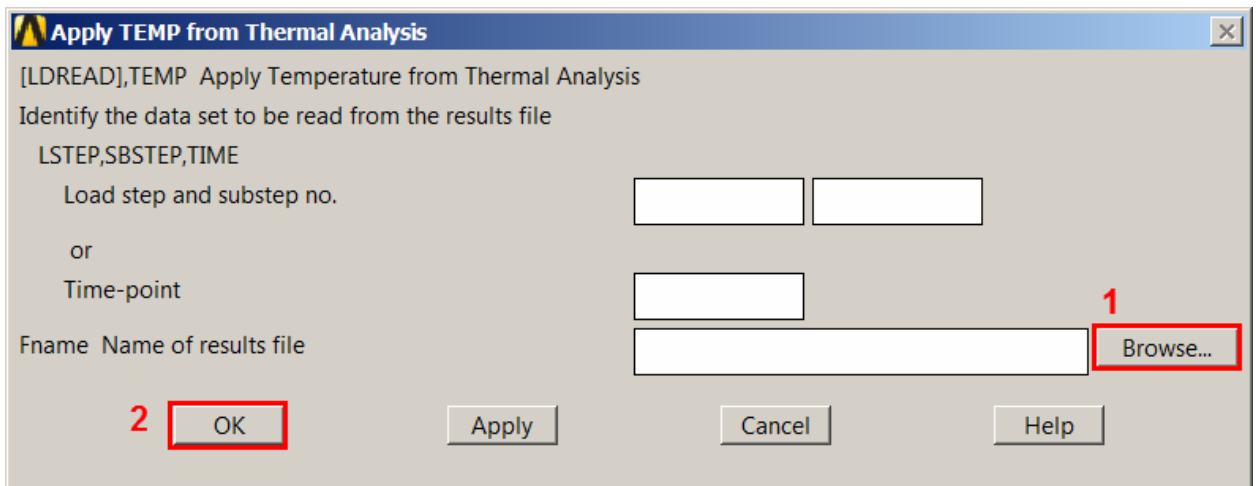 Apply TEMP from Thermal Analysis
[LDREAD],TEMP Apply Temperature from Thermal Analysis
Identify the data set to be read from the results file
LSTEP,SBSTEP,TIME
Load step and substep no.
or
Time-point
1
Fname Name of results file Browse...
2 OK Apply Cancel Help